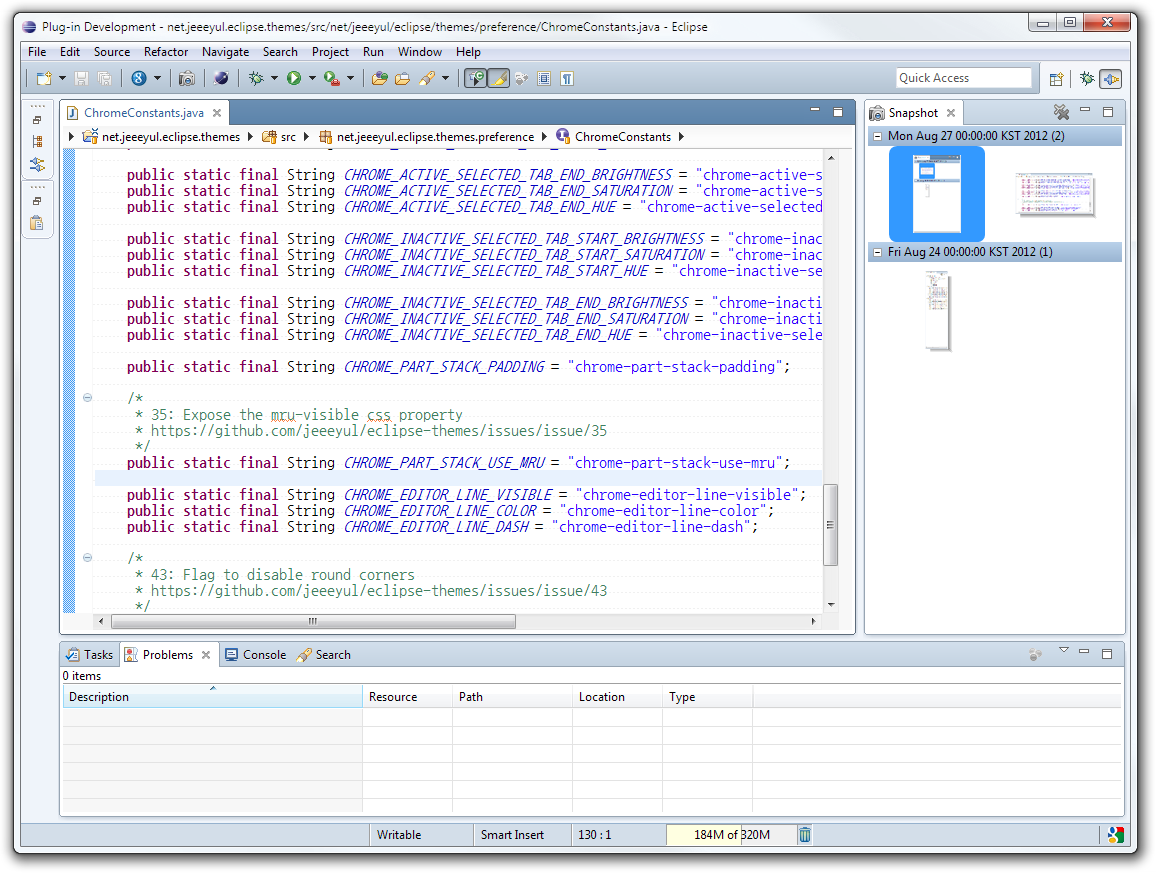 Plug-in Development - net.jeeeyul.eclipse.themes/src/net/jeeeyul/eclipse/themes/preference/ChromeConstants.java - Eclipse
File Edit Source Refactor Navigate Search Project Run Window Help
Quick Access
ChromeConstants.java
net.jeeeyul.eclipse.themes src net.jeeeyul.eclipse.themes.preference ChromeConstants
public static final String CHROME_ACTIVE_SELECTED_TAB_END_BRIGHTNESS = "chrome-active-s
public static final String CHROME_ACTIVE_SELECTED_TAB_END_SATURATION = "chrome-active-s
public static final String CHROME_ACTIVE_SELECTED_TAB_END_HUE = "chrome-active-selected
public static final String CHROME_INACTIVE_SELECTED_TAB_START_BRIGHTNESS = "chrome-inac
public static final String CHROME_INACTIVE_SELECTED_TAB_START_SATURATION = "chrome-inac
public static final String CHROME_INACTIVE_SELECTED_TAB_START_HUE = "chrome-inactive-se
public static final String CHROME_INACTIVE_SELECTED_TAB_END_BRIGHTNESS = "chrome-inacti
public static final String CHROME_INACTIVE_SELECTED_TAB_END_SATURATION = "chrome-inacti
public static final String CHROME_INACTIVE_SELECTED_TAB_END_HUE = "chrome-inactive-sele
public static final String CHROME_PART_STACK_PADDING = "chrome-part-stack-padding";
/*
* 35: Expose the mru-visible css property
* https://github.com/jeeeyul/eclipse-themes/issues/issue/35
*/
public static final String CHROME_PART_STACK_USE_MRU = "chrome-part-stack-use-mru";
public static final String CHROME_EDITOR_LINE_VISIBLE = "chrome-editor-line-visible";
public static final String CHROME_EDITOR_LINE_COLOR = "chrome-editor-line-color";
public static final String CHROME_EDITOR_LINE_DASH = "chrome-editor-line-dash";
/*
* 43: Flag to disable round corners
* https://github.com/jeeeyul/eclipse-themes/issues/issue/43
*/
Snapshot
Mon Aug 27 00:00:00 KST 2012 (2)
Fri Aug 24 00:00:00 KST 2012 (1)
Tasks Problems Console Search
0 items
Description Resource Path Location Type
Writable Smart Insert 130 : 1 184M of 320M